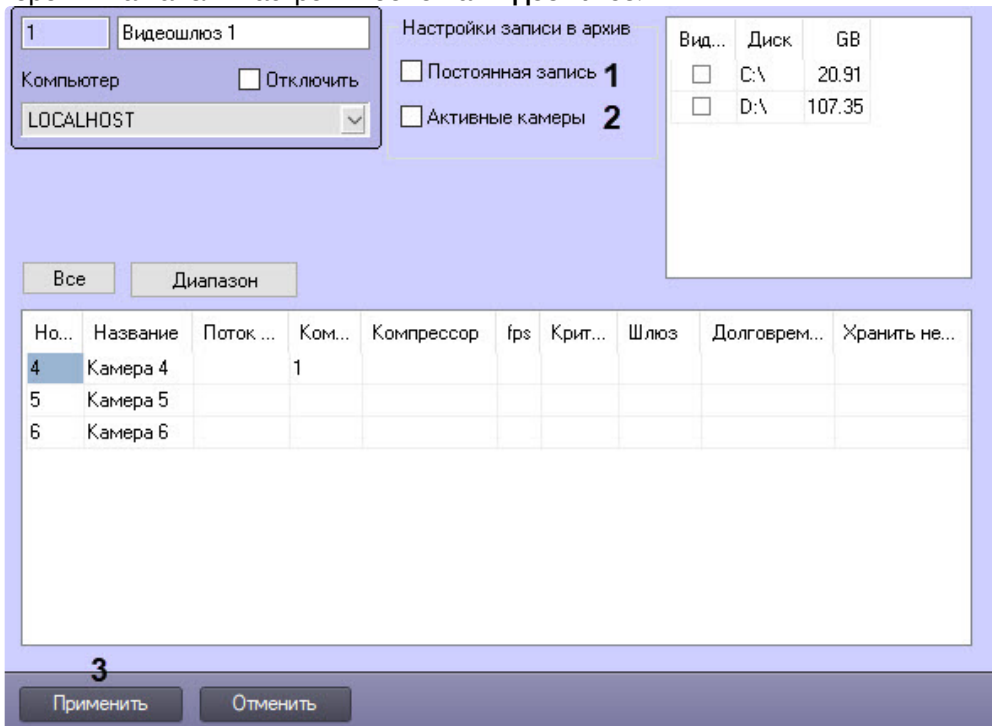 1 Видеошлюз 1
Компьютер Отключить
LOCALHOST
Настройки записи в архив
Постоянная запись 1
Активные камеры 2
Вид... Диск GB
C:\ 20.91
D:\ 107.35
Все Диапазон
Но... Название Поток ... Ком... Компрессор fps Крит... Шлюз Долговрем... Хранить не...
4 Камера 4 1
5 Камера 5
6 Камера 6
3
Применить Отменить